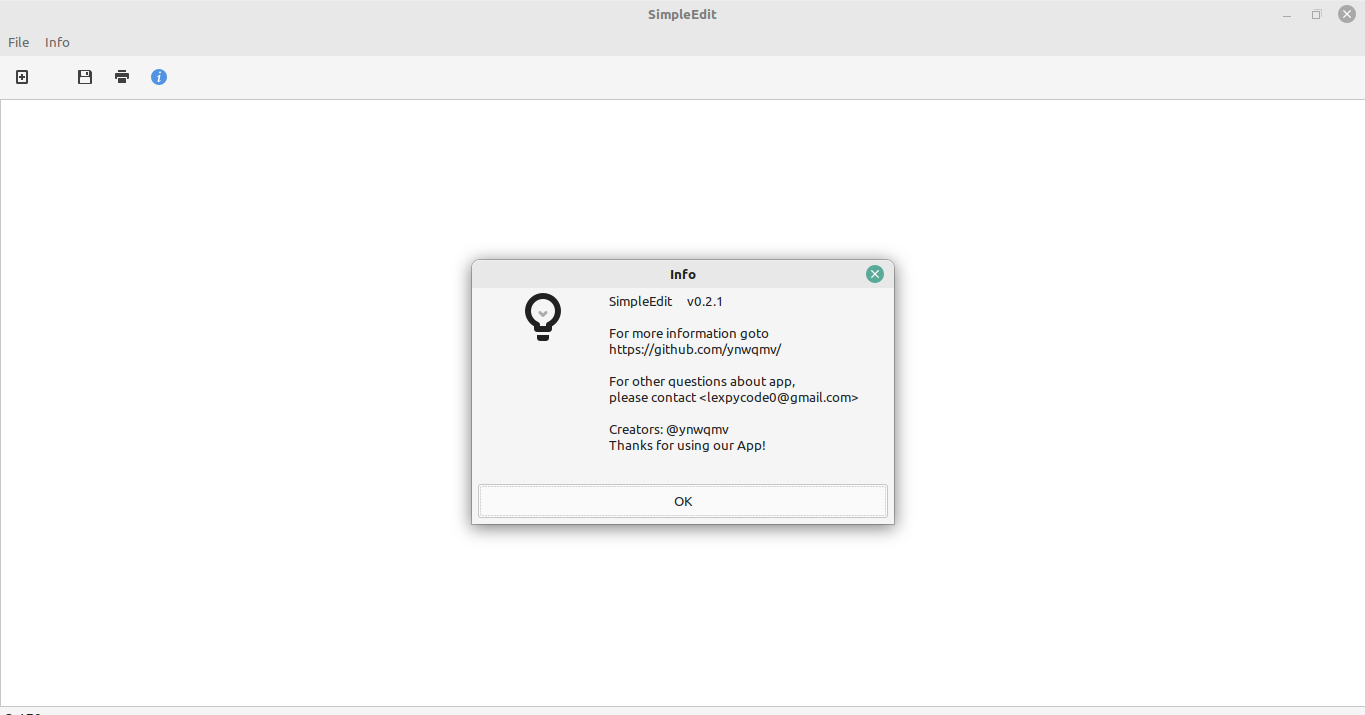 SimpleEdit
File Info
Info
SimpleEdit v0.2.1
For more information goto
https://github.com/ynwqmv/
For other questions about app,
please contact <lexpycode0@gmail.com>
Creators: @ynwqmv
Thanks for using our App!
OK